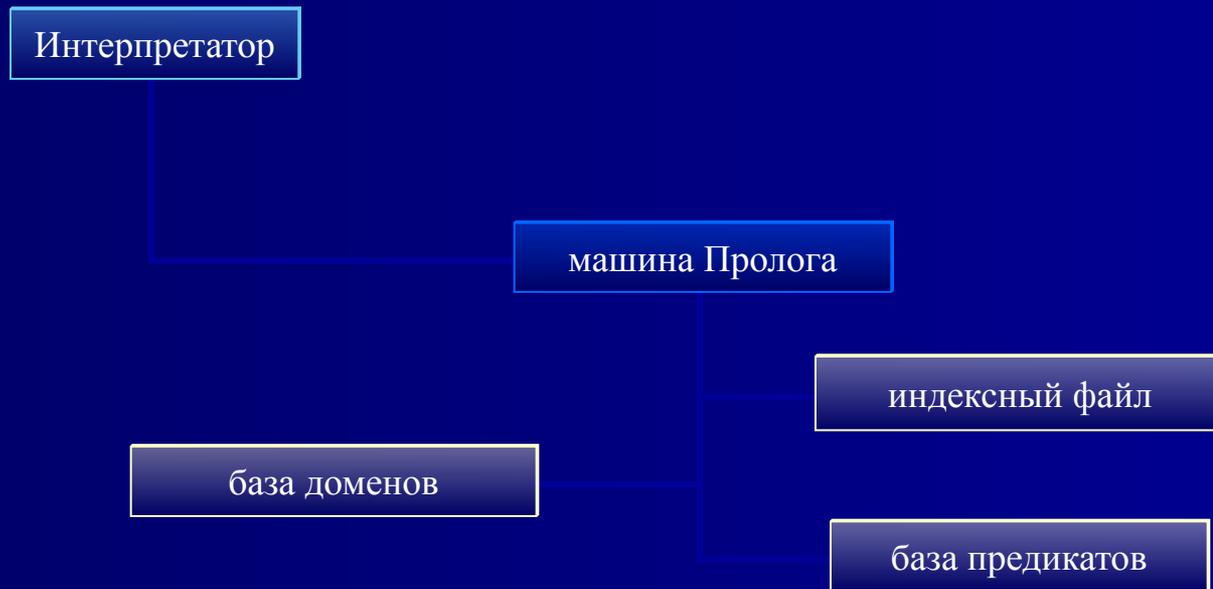 Интерпретатор
машина Пролога
индексный файл
база доменов
база предикатов